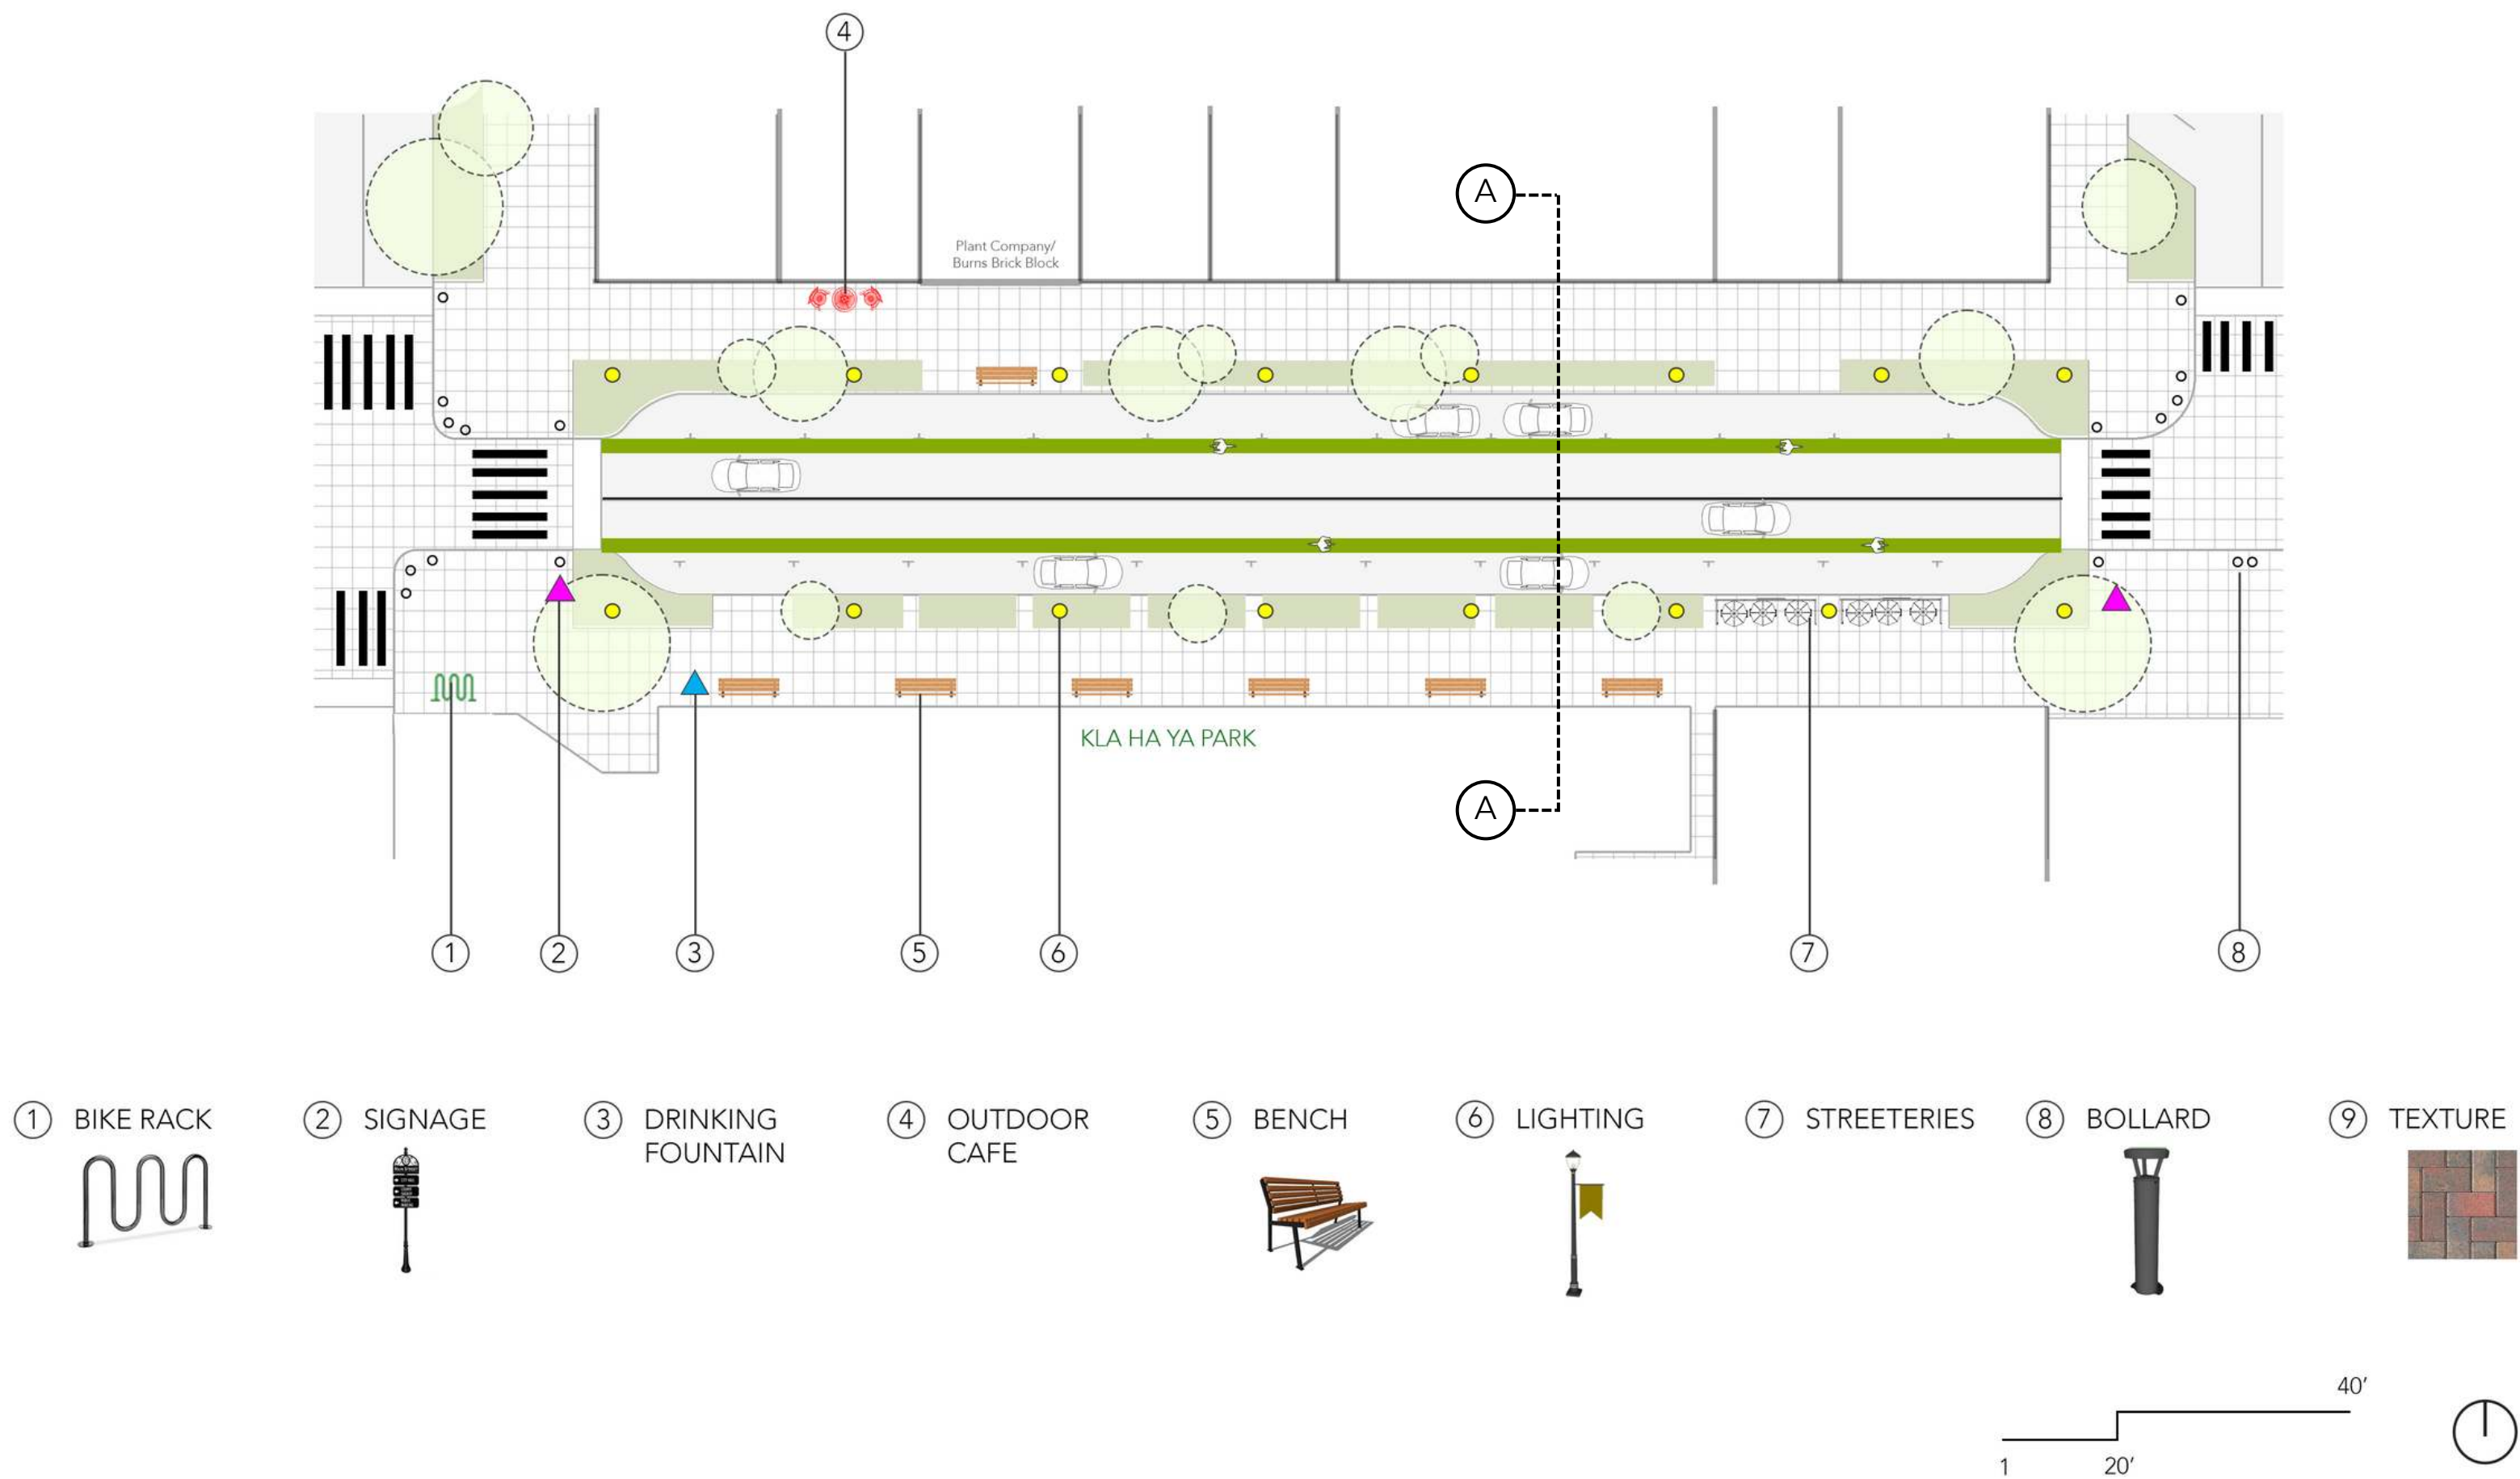 4
A
Plant Company/
Burns Brick Block
KLA HA YA PARK
A
1
2
3
5
6
7
8
1 BIKE RACK
2 SIGNAGE
3 DRINKING
FOUNTAIN
4 OUTDOOR
CAFE
5 BENCH
6 LIGHTING
7 STREETERIES
8 BOLLARD
9 TEXTURE
40'
1
20'